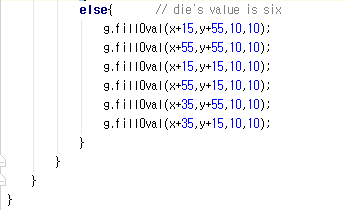 else{ // die's value is six
g.fillOval(x+15,y+55,10,10);
g.fillOval(x+55,y+55,10,10);
g.fillOval(x+15,y+15,10,10);
g.fillOval(x+55,y+15,10,10);
g.fillOval(x+35,y+55,10,10);
g.fillOval(x+35,y+15,10,10);
}
}
}
}